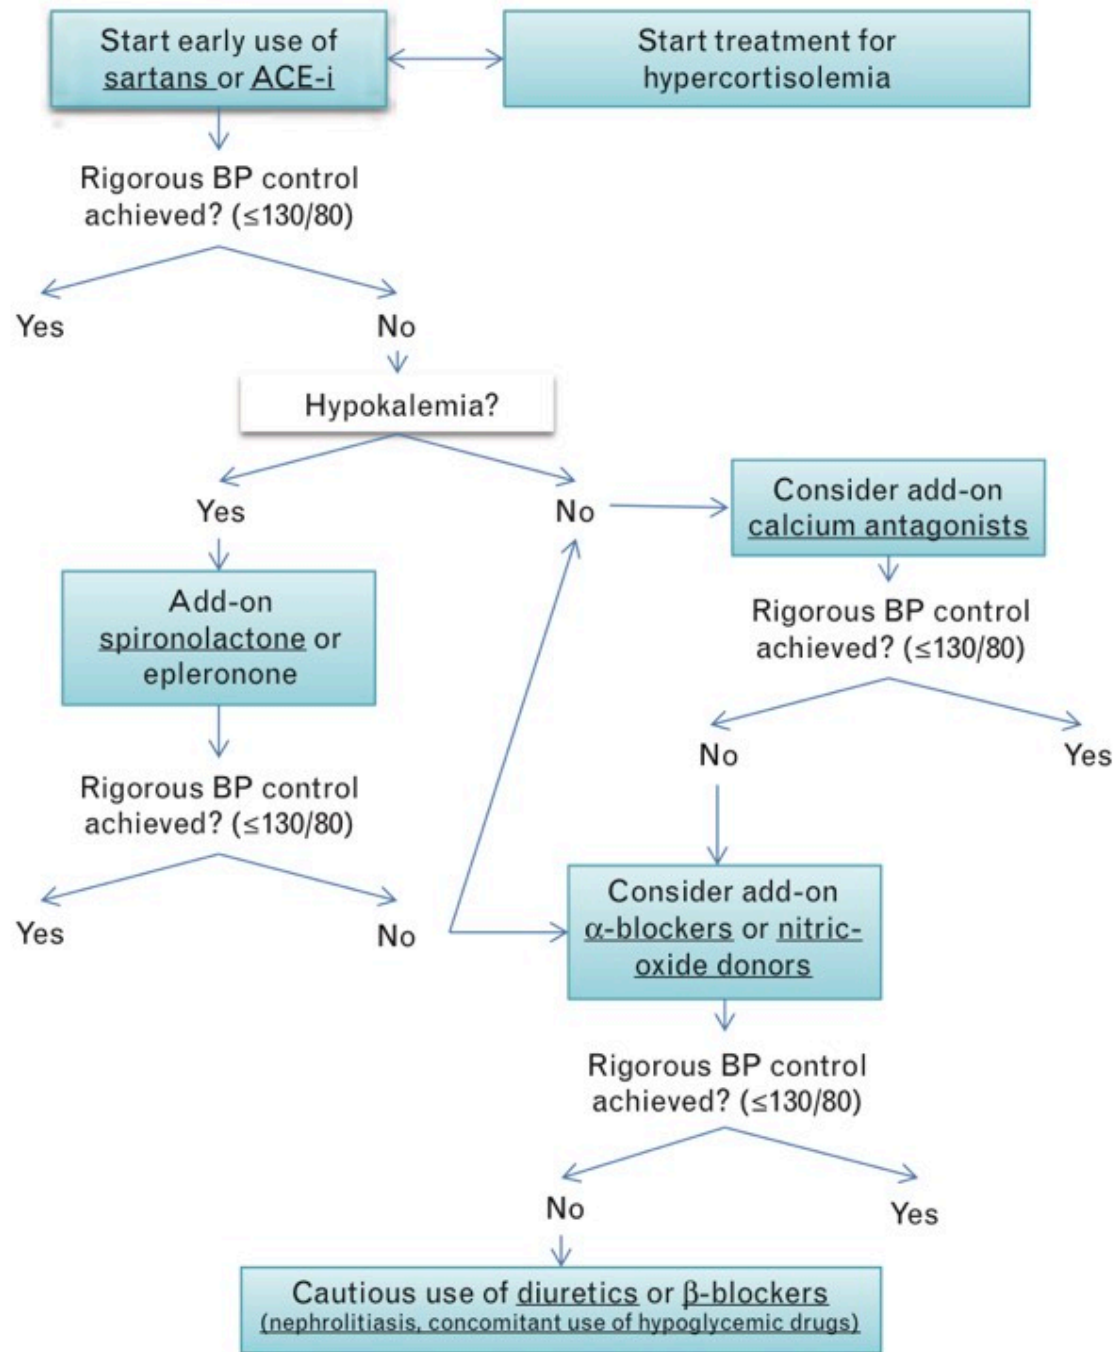 Start early use of
sartans or ACE-i
Start treatment for
hypercortisolemia
Rigorous BP control
achieved? (≤130/80)
Yes
No
Hypokalemia?
Yes
No
Consider add-on
calcium antagonists
Add-on
spironolactone or
epleronone
Rigorous BP control
achieved? (≤130/80)
No
Yes
Rigorous BP control
achieved? (≤130/80)
Yes
No
Consider add-on
α-blockers or nitric-
oxide donors
Rigorous BP control
achieved? (≤130/80)
No
Yes
Cautious use of diuretics or β-blockers
(nephrolitiasis, concomitant use of hypoglycemic drugs)